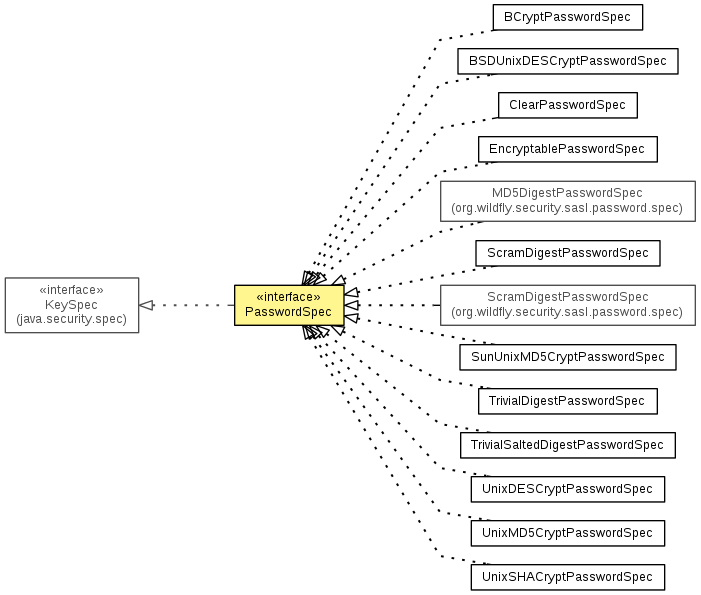 BCryptPasswordSpec
BSDUnixDESCryptPasswordSpec
ClearPasswordSpec
EncryptablePasswordSpec
MD5DigestPasswordSpec
(org.wildfly.security.sasl.password.spec)
ScramDigestPasswordSpec
«interface»
KeySpec
(java.security.spec)
«interface»
PasswordSpec
ScramDigestPasswordSpec
(org.wildfly.security.sasl.password.spec)
SunUnixMD5CryptPasswordSpec
TrivialDigestPasswordSpec
TrivialSaltedDigestPasswordSpec
UnixDESCryptPasswordSpec
UnixMD5CryptPasswordSpec
UnixSHACryptPasswordSpec